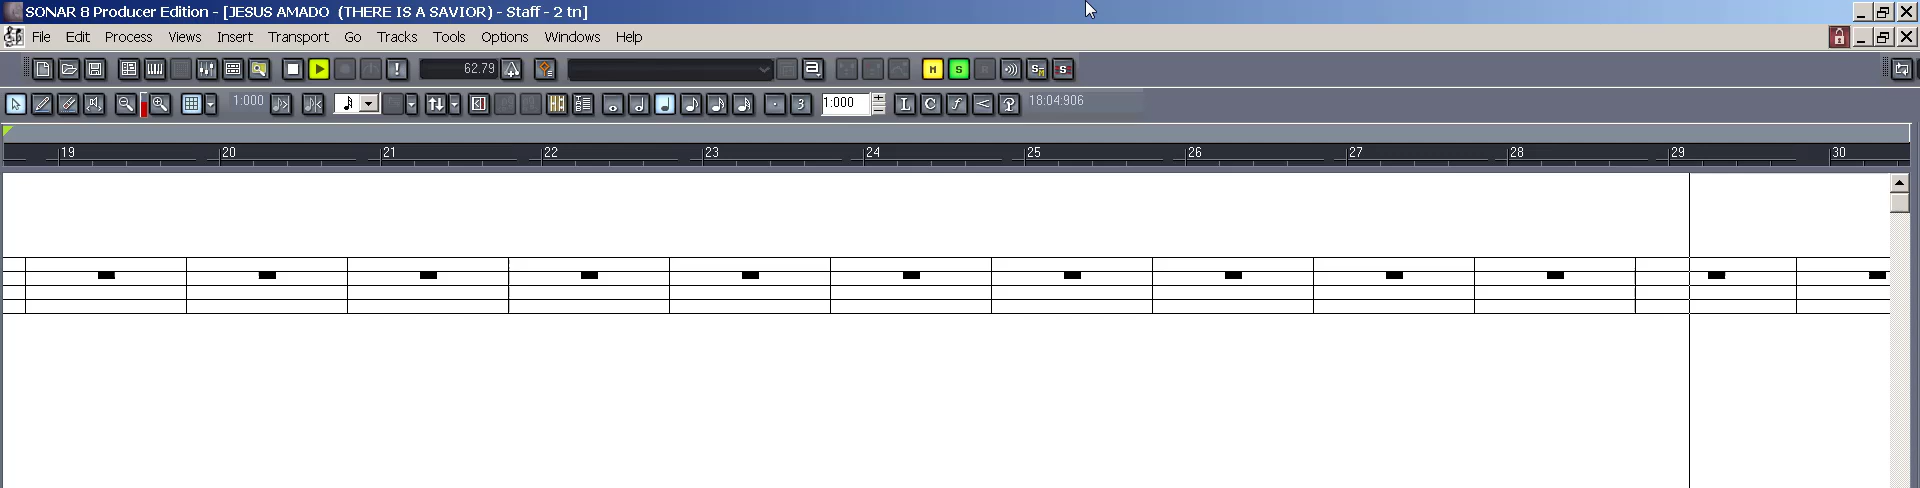 SONAR 8 Producer Edition - [JESUS AMADO  (THERE IS A SAVIOR) - Staff - 2 tn]
File Edit Process Views Insert Transport Go Tracks Tools Options Windows Help
62.79 M S R
1:000 3 1:000 L C f < P 18:04:906
19 20 21 22 23 24 25 26 27 28 29 30